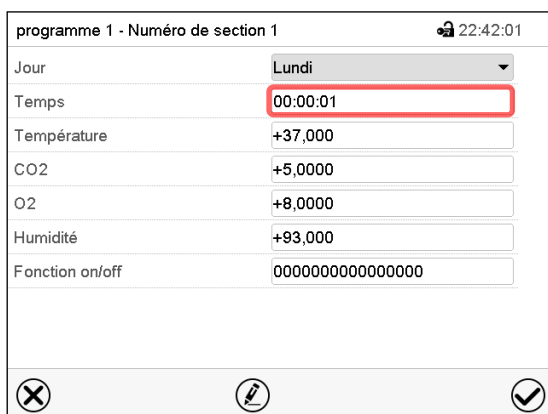 programme 1 - Numéro de section 1 22:42:01
Jour Lundi
Temps 00:00:01
Température +37,000
CO2 +5,0000
O2 +8,0000
Humidité +93,000
Fonction on/off 0000000000000000